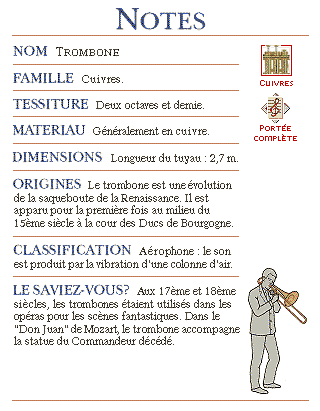 NOTES
NOM TROMBONE
FAMILLE Cuivres.
CUIVRES
TESSITURE Deux octaves et demie.
MATERIAU Généralement en cuivre.
PORTÉE
COMPLÈTE
DIMENSIONS Longueur du tuyau : 2,7 m.
ORIGINES Le trombone est une évolution
de la saqueboute de la Renaissance. Il est
apparu pour la première fois au milieu du
15ème siècle à la cour des Ducs de Bourgogne.
CLASSIFICATION Aérophone : le son
est produit par la vibration d'une colonne d'air.
LE SAVIEZ-VOUS? Aux 17ème et 18ème
siècles, les trombones étaient utilisés dans les
opéras pour les scènes fantastiques. Dans le
"Don Juan" de Mozart, le trombone accompagne
la statue du Commandeur décédé.